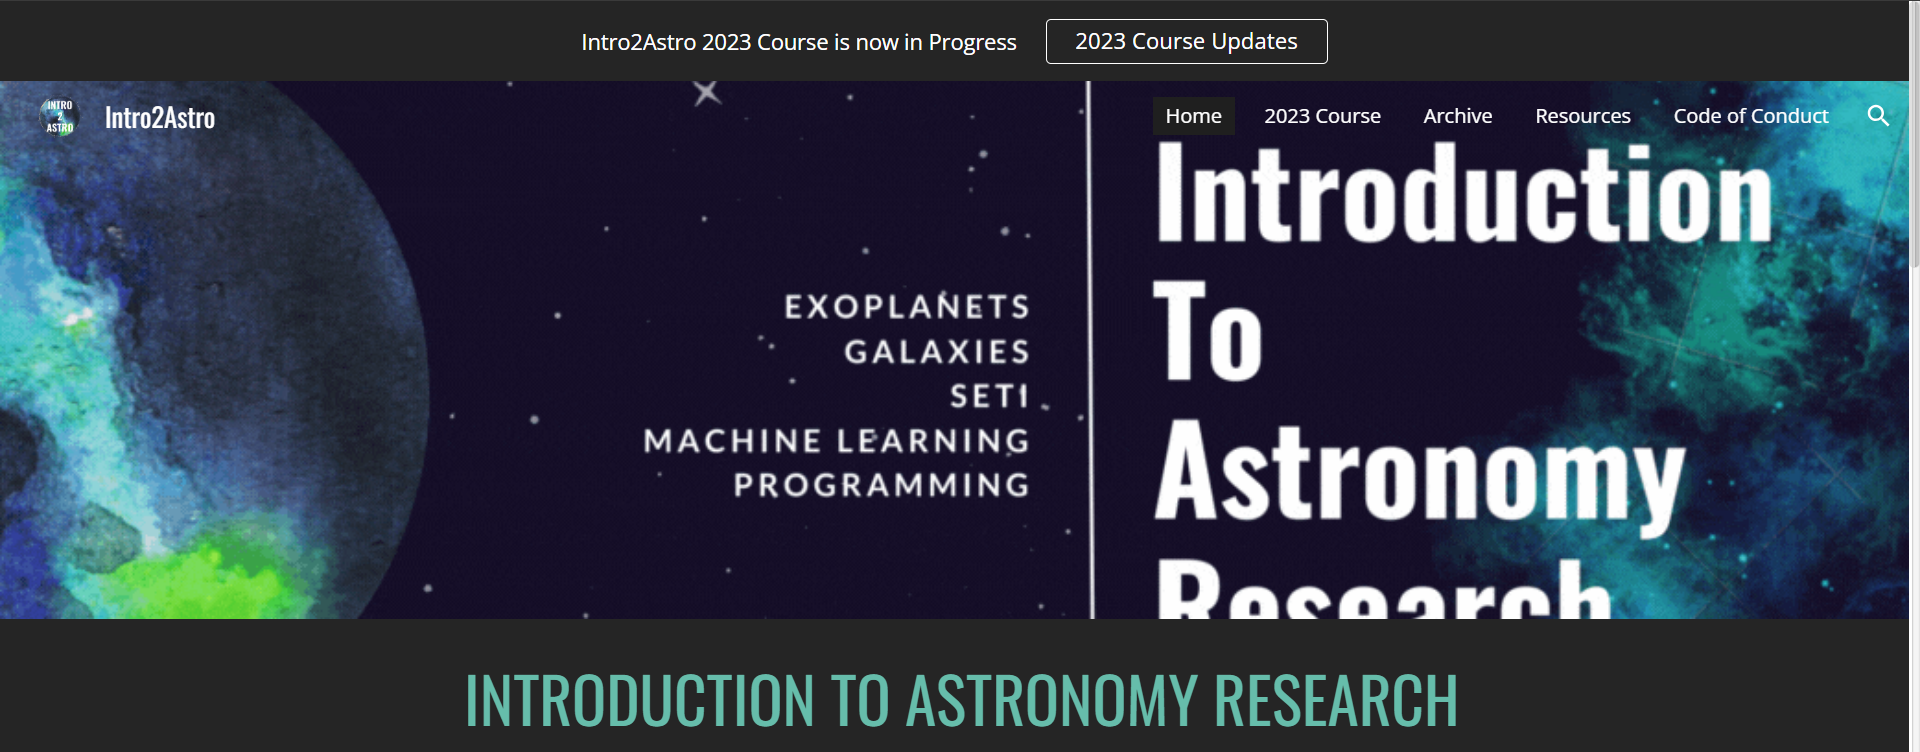 Intro2Astro 2023 Course is now in Progress
2023 Course Updates
INTRO
2
ASTRO
Intro2Astro
Home
2023 Course
Archive
Resources
Code of Conduct
EXOPLANETS
GALAXIES
SETI
MACHINE LEARNING
PROGRAMMING
Introduction
To
Astronomy
Research
INTRODUCTION TO ASTRONOMY RESEARCH